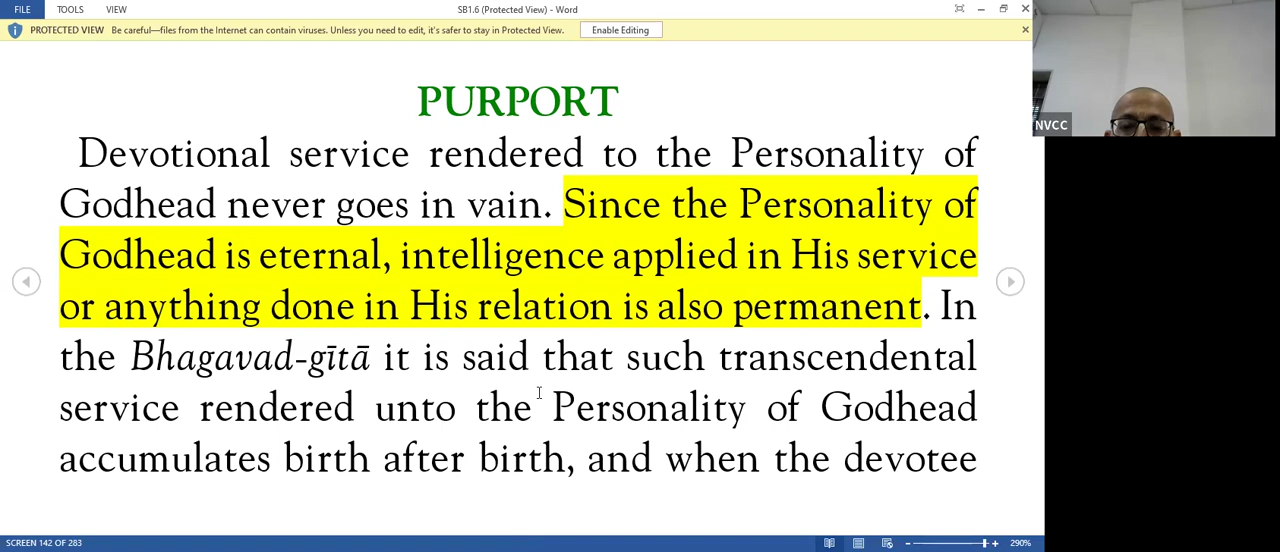 FILE TOOLS VIEW
SB1.6 (Protected View) - Word
PROTECTED VIEW Be careful—files from the Internet can contain viruses. Unless you need to edit, it's safer to stay in Protected View. Enable Editing
NVCC
PURPORT
Devotional service rendered to the Personality of
Godhead never goes in vain. Since the Personality of
Godhead is eternal, intelligence applied in His service
or anything done in His relation is also permanent. In
the Bhagavad-gītā it is said that such transcendental
service rendered unto the Personality of Godhead
accumulates birth after birth, and when the devotee
SCREEN 142 OF 283
290%